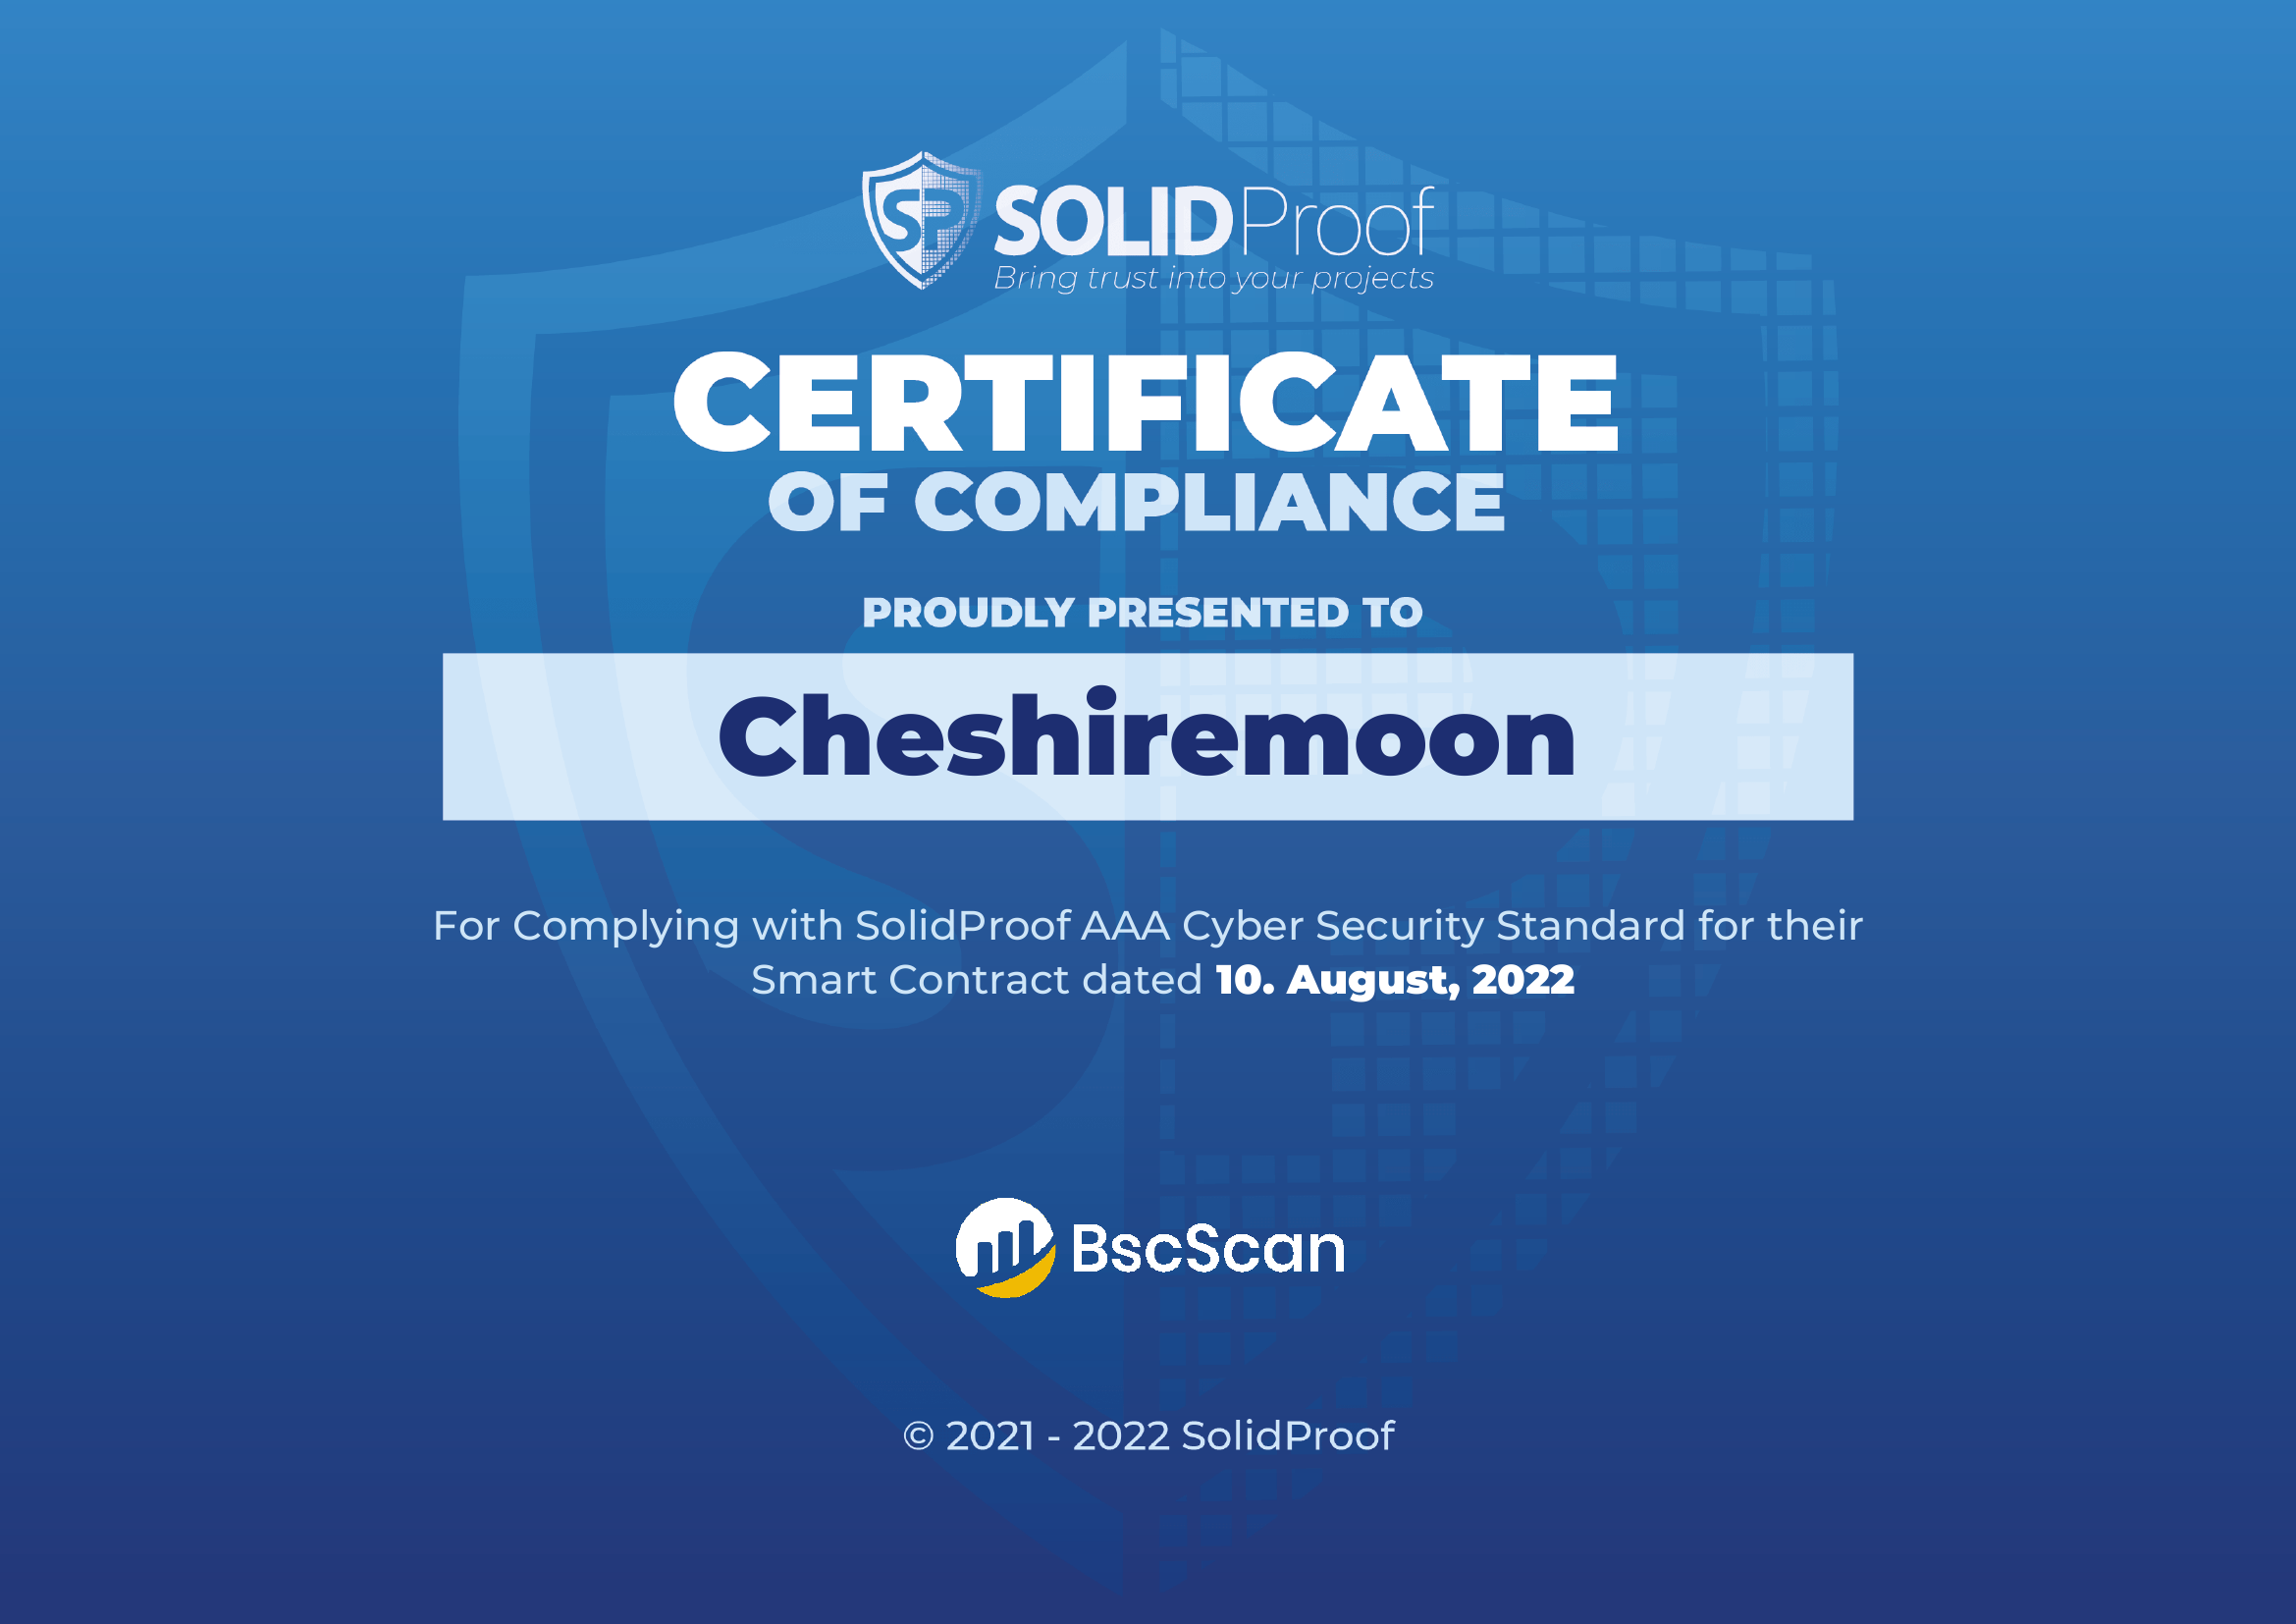 SP SOLIDProof
Bring trust into your projects
CERTIFICATE
OF COMPLIANCE
PROUDLY PRESENTED TO
Cheshiremoon
For Complying with SolidProof AAA Cyber Security Standard for their
Smart Contract dated 10. August, 2022
BscScan
© 2021 - 2022 SolidProof